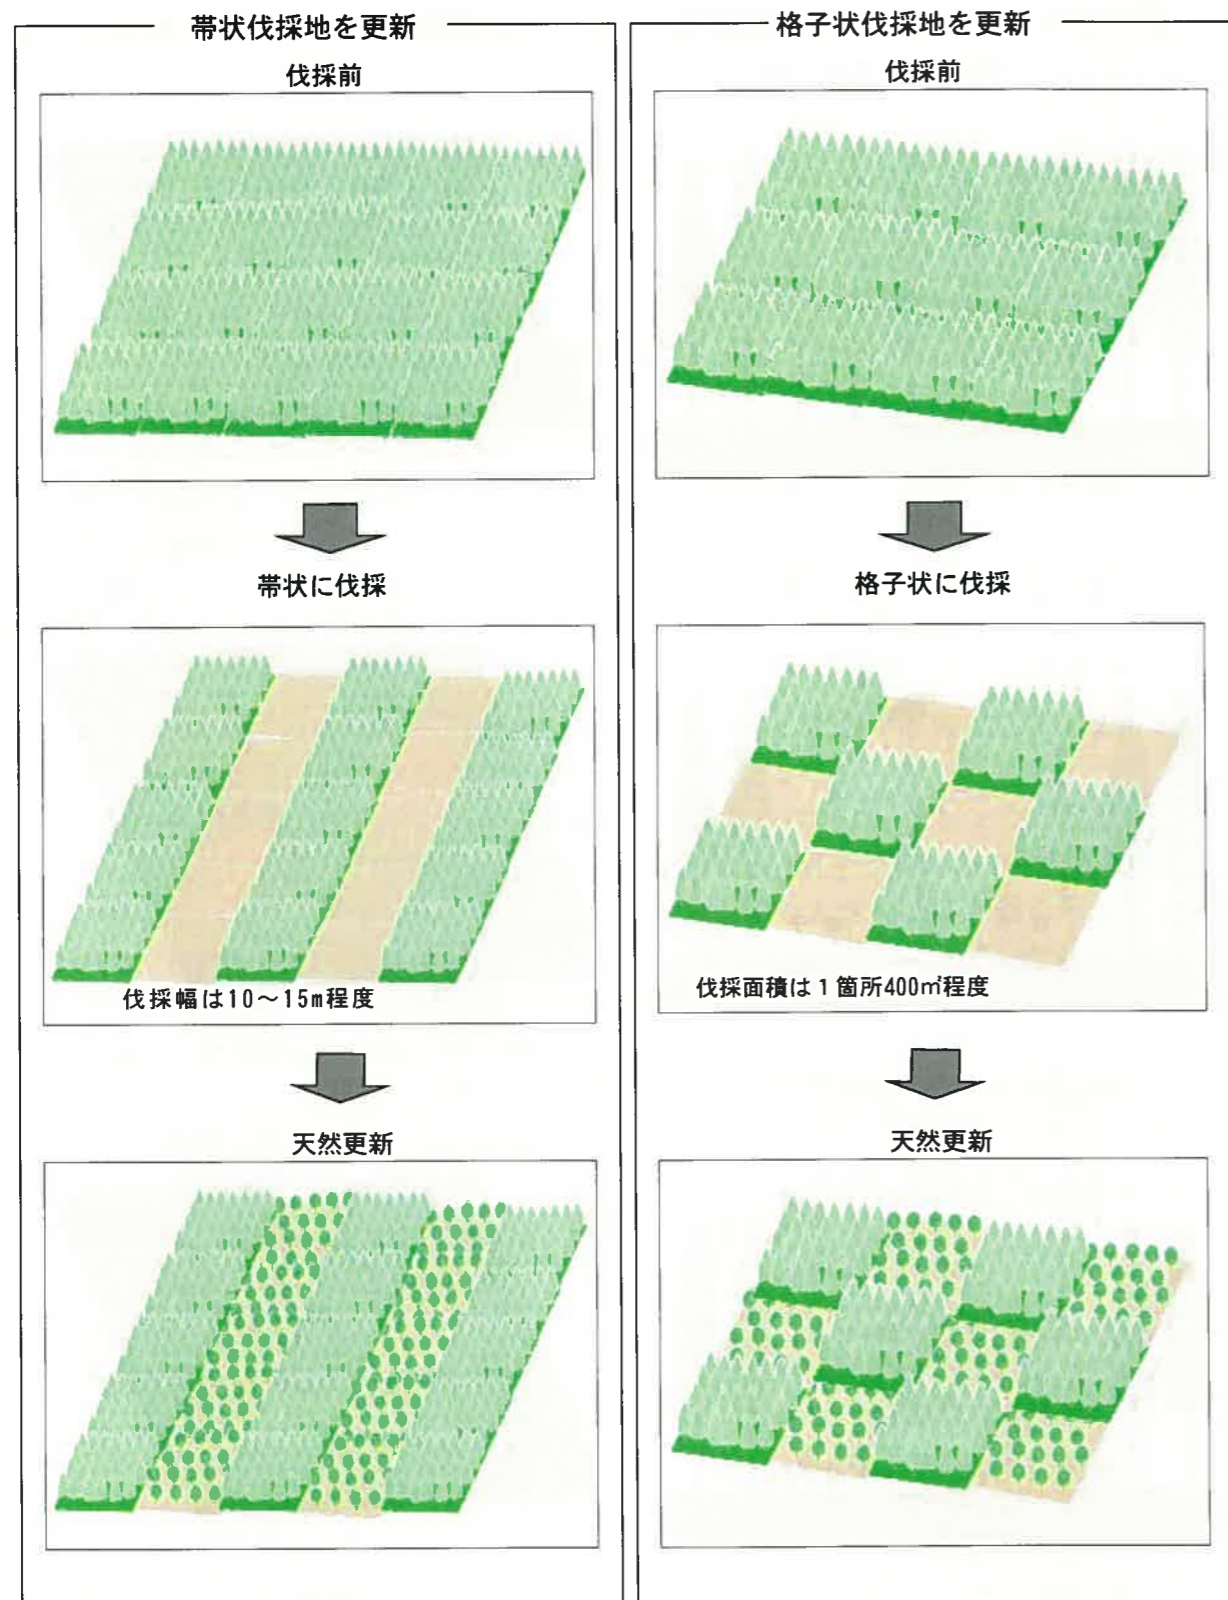 帯状伐採地を更新
伐採前
帯状に伐採
伐採幅は10～15m程度
天然更新
格子状伐採地を更新
伐採前
格子状に伐採
伐採面積は１箇所400㎡程度
天然更新